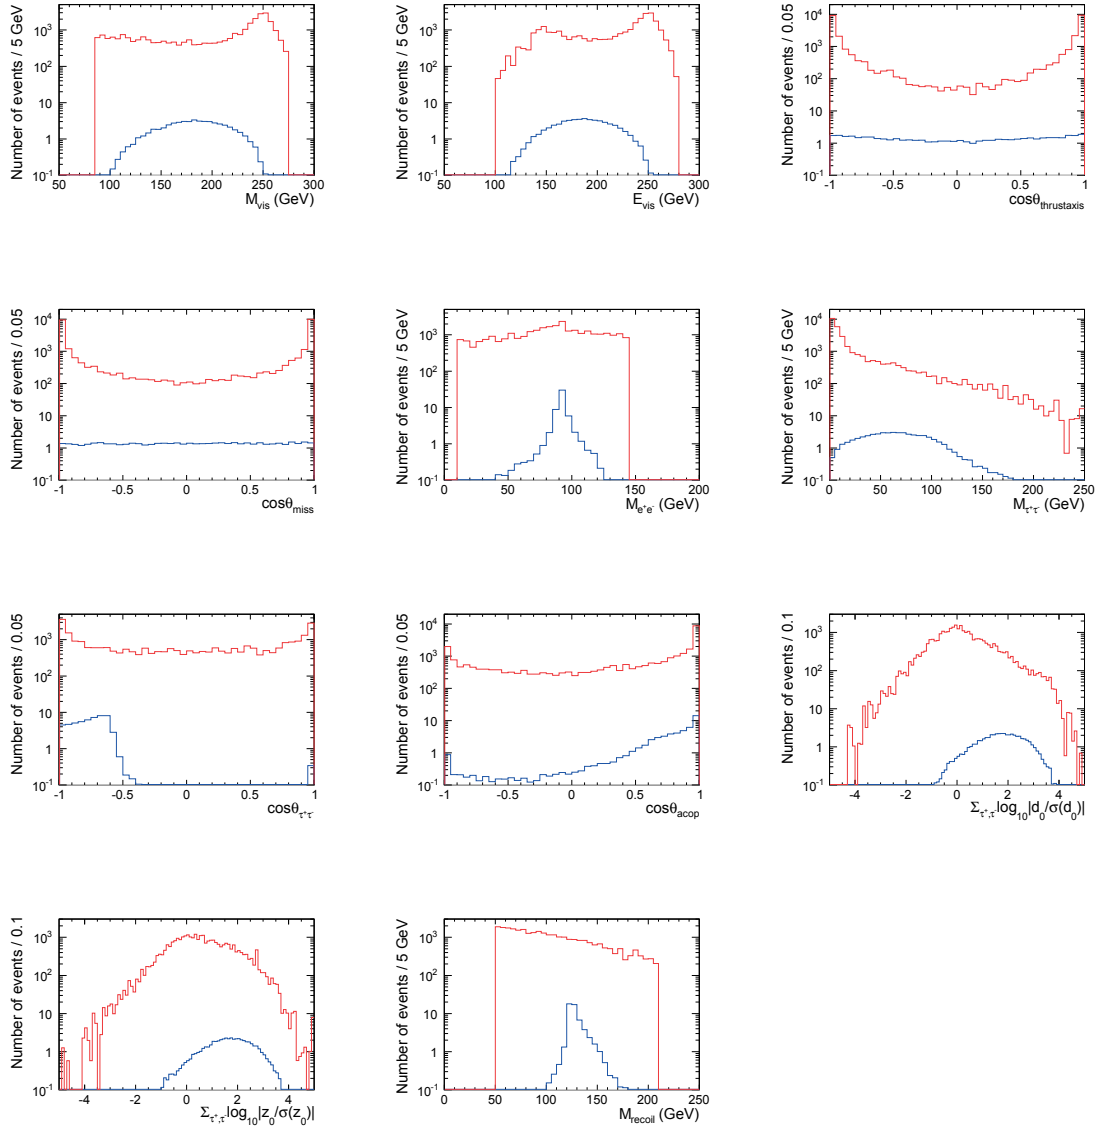 Number of events / 5 GeV
10³
10²
10
1
10⁻¹
50 100 150 200 250 300
M_vis (GeV)
Number of events / 5 GeV
10³
10²
10
1
10⁻¹
50 100 150 200 250 300
E_vis (GeV)
Number of events / 0.05
10⁴
10³
10²
10
1
10⁻¹
-1 -0.5 0 0.5 1
cosθ_thrustaxis
Number of events / 0.05
10⁴
10³
10²
10
1
10⁻¹
-1 -0.5 0 0.5 1
cosθ_miss
Number of events / 5 GeV
10³
10²
10
1
10⁻¹
0 50 100 150 200
M_e⁺e⁻ (GeV)
Number of events / 5 GeV
10⁴
10³
10²
10
1
10⁻¹
0 50 100 150 200 250
M_τ⁺τ⁻ (GeV)
Number of events / 0.05
10³
10²
10
1
10⁻¹
-1 -0.5 0 0.5 1
cosθ_τ⁺τ⁻
Number of events / 0.05
10⁴
10³
10²
10
1
10⁻¹
-1 -0.5 0 0.5 1
cosθ_acop
Number of events / 0.1
10³
10²
10
1
10⁻¹
-4 -2 0 2 4
Σ_τ⁺,τ⁻ log₁₀|d₀/σ(d₀)|
Number of events / 0.1
10³
10²
10
1
10⁻¹
-4 -2 0 2 4
Σ_τ⁺,τ⁻ log₁₀|z₀/σ(z₀)|
Number of events / 5 GeV
10³
10²
10
1
10⁻¹
0 50 100 150 200 250
M_recoil (GeV)